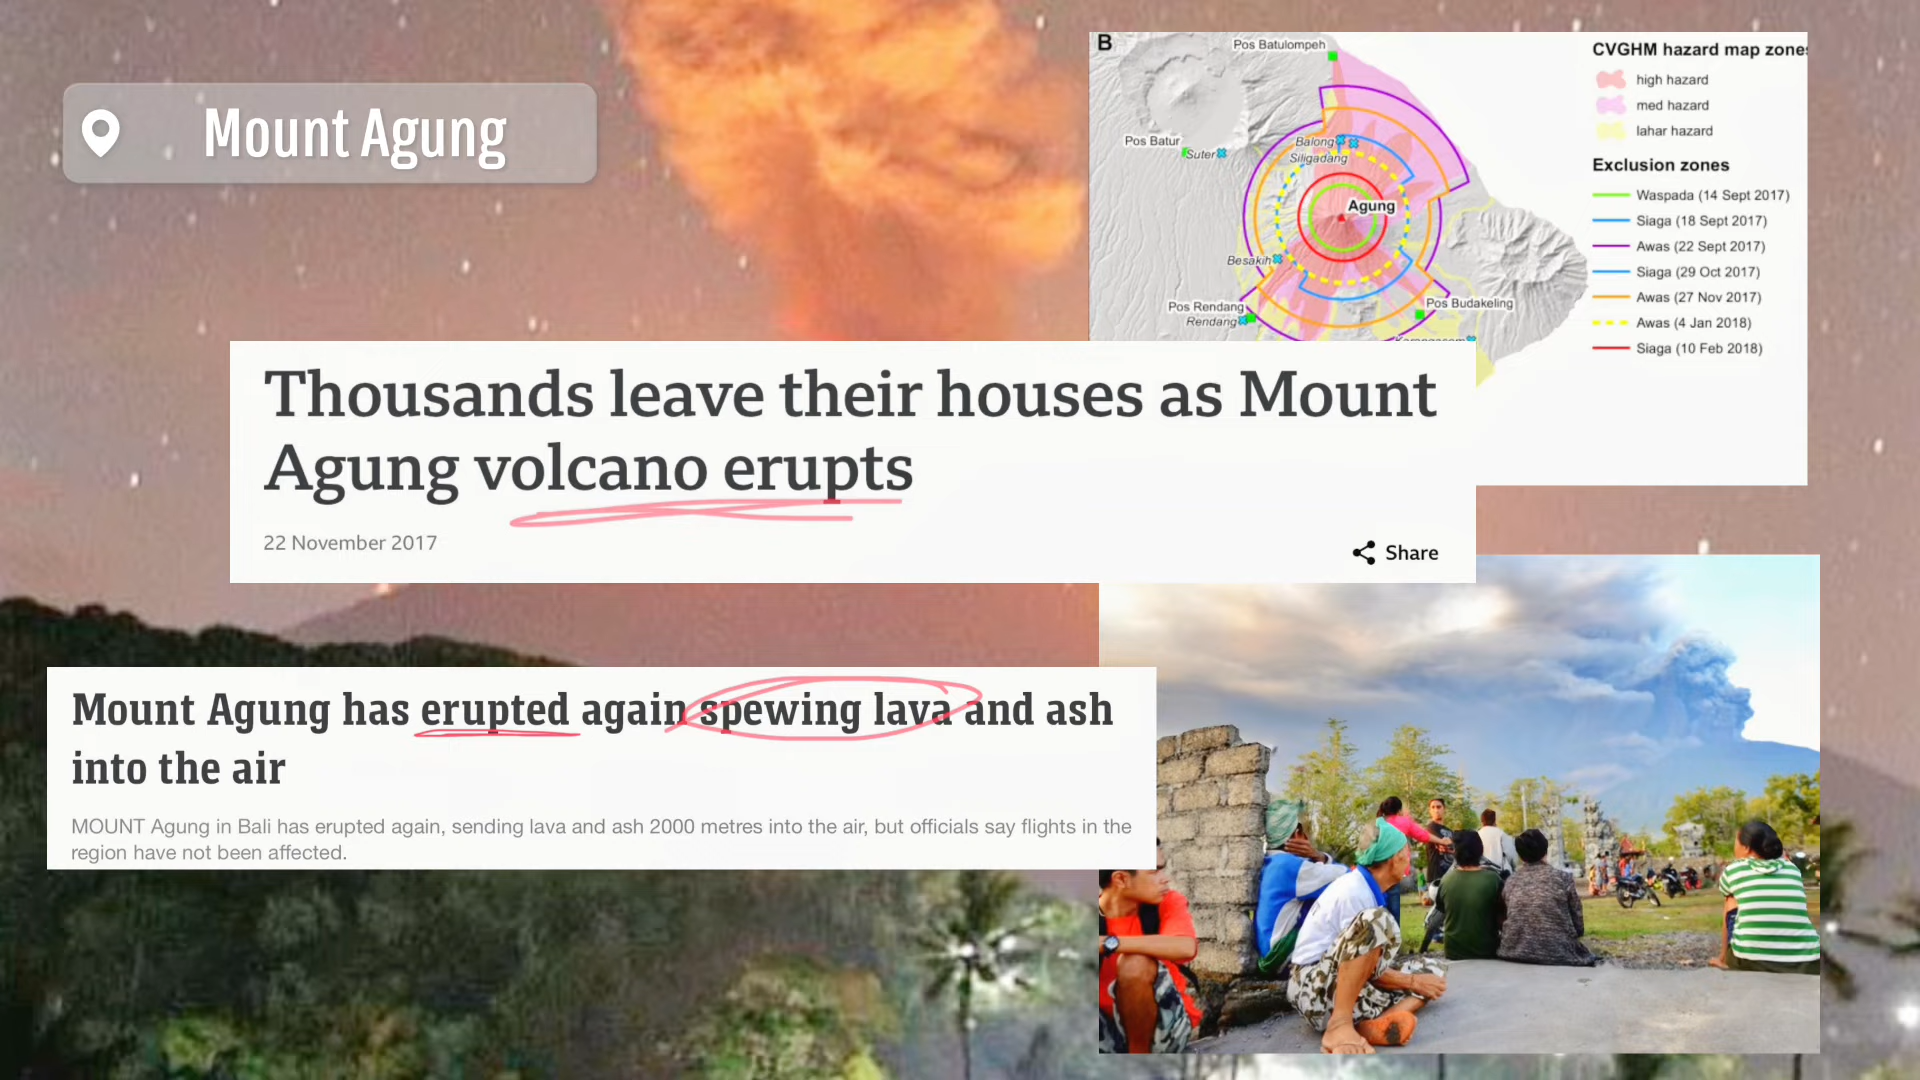 Mount Agung
B
Pos Batulompeh
Pos Batur
Suter
Balong
Siligadang
Agung
Besakih
Pos Rendang
Rendang
Pos Budakeling
CVGHM hazard map zones
high hazard
med hazard
lahar hazard
Exclusion zones
Waspada (14 Sept 2017)
Siaga (18 Sept 2017)
Awas (22 Sept 2017)
Siaga (29 Oct 2017)
Awas (27 Nov 2017)
Awas (4 Jan 2018)
Siaga (10 Feb 2018)
Thousands leave their houses as Mount
Agung volcano erupts
22 November 2017
Share
Mount Agung has erupted again spewing lava and ash
into the air
MOUNT Agung in Bali has erupted again, sending lava and ash 2000 metres into the air, but officials say flights in the
region have not been affected.